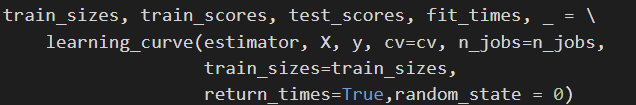 train_sizes, train_scores, test_scores, fit_times, _ = \
    learning_curve(estimator, X, y, cv=cv, n_jobs=n_jobs,
                   train_sizes=train_sizes,
                   return_times=True,random_state = 0)